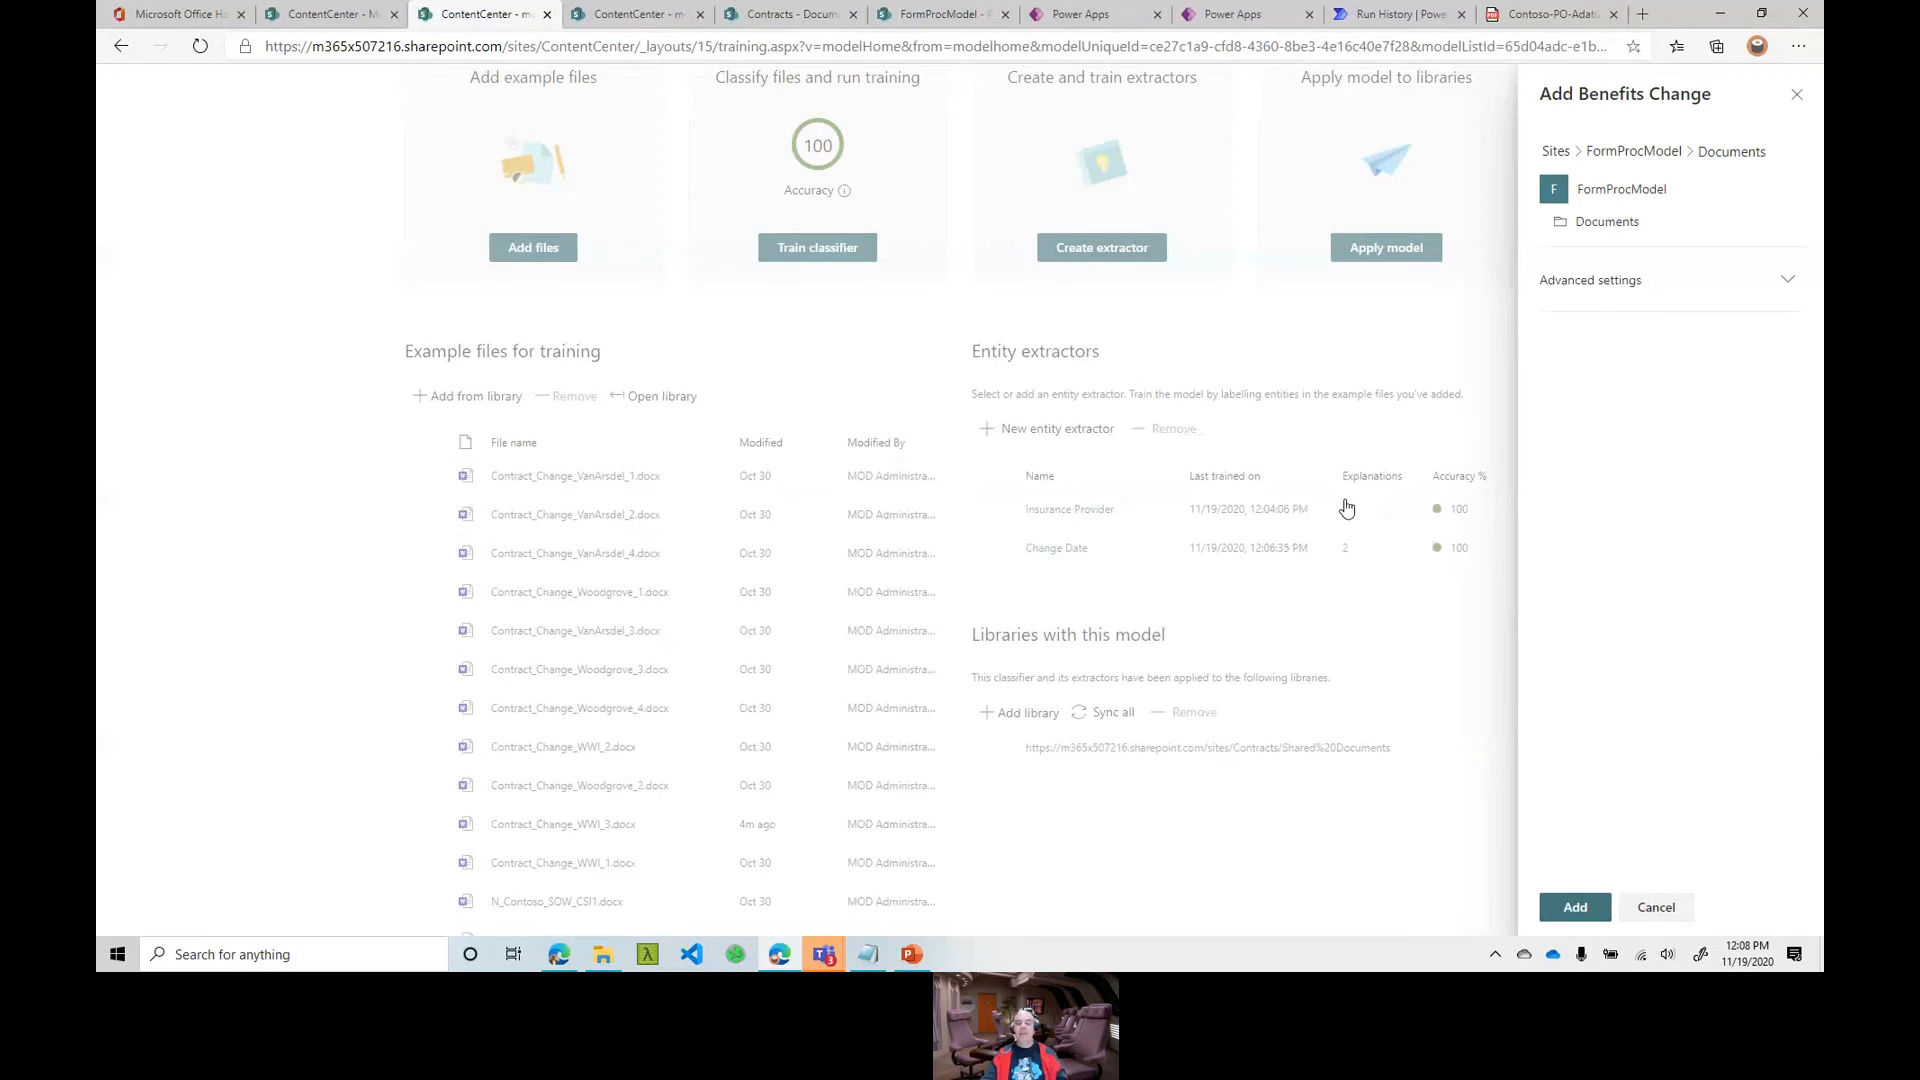 Microsoft Office Ho
ContentCenter - M
ContentCenter - mo
ContentCenter - m
Contracts - Docum
FormProcModel - F
Power Apps
Power Apps
Run History | Powe
Contoso-PO-Adatu
https://m365x507216.sharepoint.com/sites/ContentCenter/_layouts/15/training.aspx?v=modelHome&from=modelhome&modelUniqueId=ce27c1a9-cfd8-4360-8be3-4e16c40e7f28&modelListId=65d04adc-e1b...
Add example files
Classify files and run training
Create and train extractors
Apply model to libraries
100
Accuracy
Add files
Train classifier
Create extractor
Apply model
Example files for training
Add from library
Remove
Open library
File name Modified Modified By
Contract_Change_VanArsdel_1.docx Oct 30 MOD Administra...
Contract_Change_VanArsdel_2.docx Oct 30 MOD Administra...
Contract_Change_VanArsdel_4.docx Oct 30 MOD Administra...
Contract_Change_Woodgrove_1.docx Oct 30 MOD Administra...
Contract_Change_VanArsdel_3.docx Oct 30 MOD Administra...
Contract_Change_Woodgrove_3.docx Oct 30 MOD Administra...
Contract_Change_Woodgrove_4.docx Oct 30 MOD Administra...
Contract_Change_WWI_2.docx Oct 30 MOD Administra...
Contract_Change_Woodgrove_2.docx Oct 30 MOD Administra...
Contract_Change_WWI_3.docx 4m ago MOD Administra...
Contract_Change_WWI_1.docx Oct 30 MOD Administra...
N_Contoso_SOW_CSI1.docx Oct 30 MOD Administra...
Entity extractors
Select or add an entity extractor. Train the model by labelling entities in the example files you've added.
New entity extractor
Remove
Name Last trained on Explanations Accuracy %
Insurance Provider 11/19/2020, 12:04:06 PM 100
Change Date 11/19/2020, 12:06:35 PM 2 100
Libraries with this model
This classifier and its extractors have been applied to the following libraries.
Add library
Sync all
Remove
https://m365x507216.sharepoint.com/sites/Contracts/Shared%20Documents
Add Benefits Change
Sites > FormProcModel > Documents
F FormProcModel
Documents
Advanced settings
Add
Cancel
Search for anything
3
12:08 PM
11/19/2020